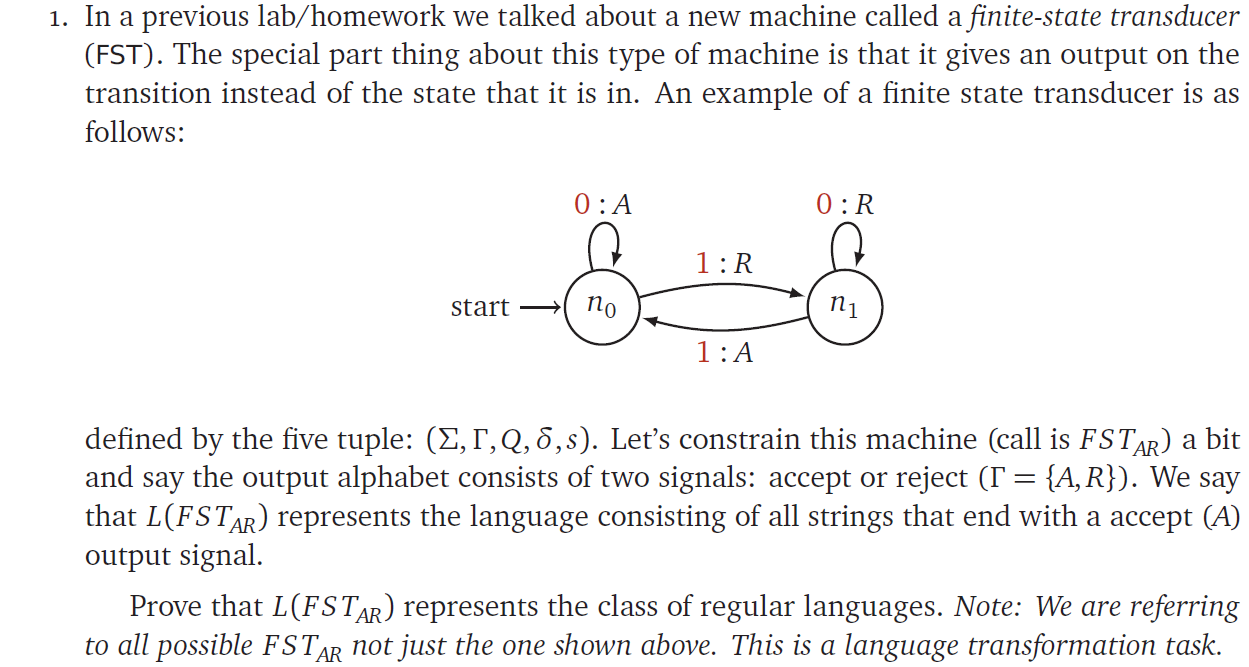 1. In a previous lab/homework we talked about a new machine called a finite-state transducer
(FST). The special part thing about this type of machine is that it gives an output on the
transition instead of the state that it is in. An example of a finite state transducer is as
follows:
0 : A
0 : R
1 : R
start
n₀
n₁
1 : A
defined by the five tuple: (Σ, Γ, Q, δ, s). Let's constrain this machine (call is FST_AR) a bit
and say the output alphabet consists of two signals: accept or reject (Γ = {A, R}). We say
that L(FST_AR) represents the language consisting of all strings that end with a accept (A)
output signal.
Prove that L(FST_AR) represents the class of regular languages. Note: We are referring
to all possible FST_AR not just the one shown above. This is a language transformation task.